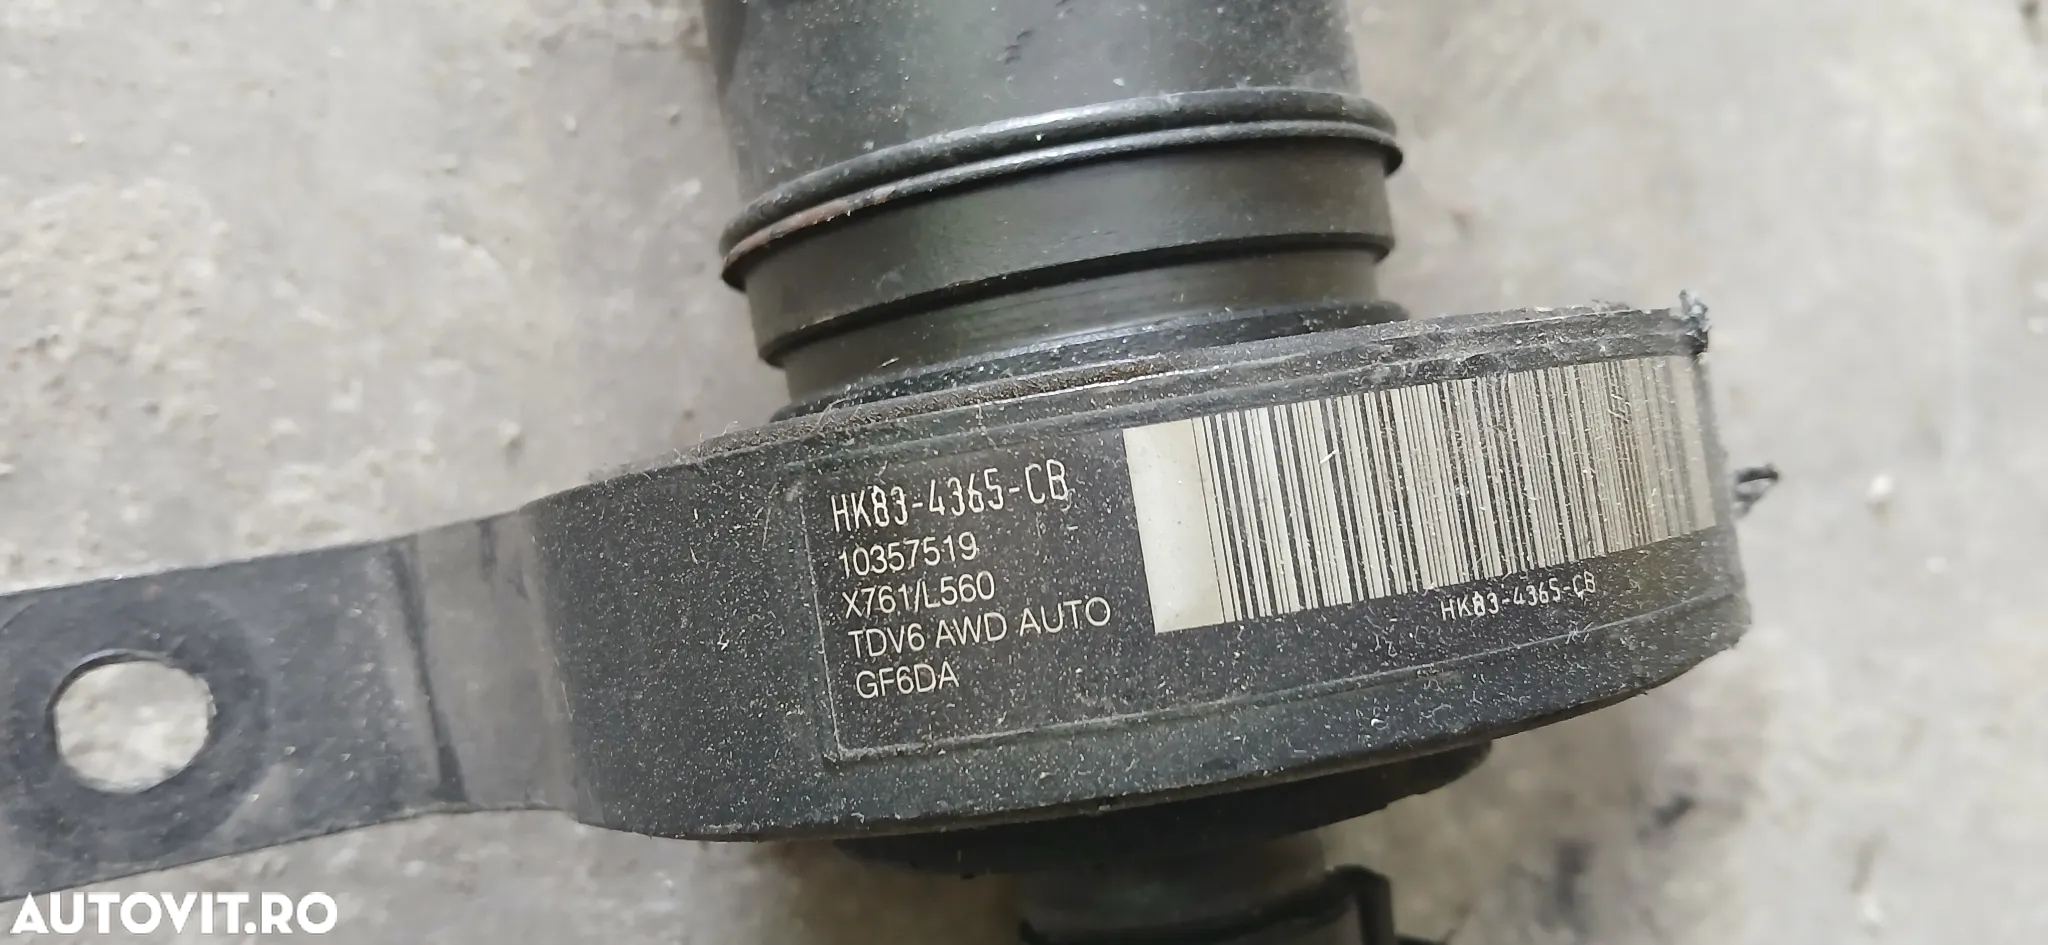 HK83-4365-CB
10357519
X761/L560
TDV6 AWD AUTO
GF6DA
HK83-4365-CB
AUTOVIT.RO